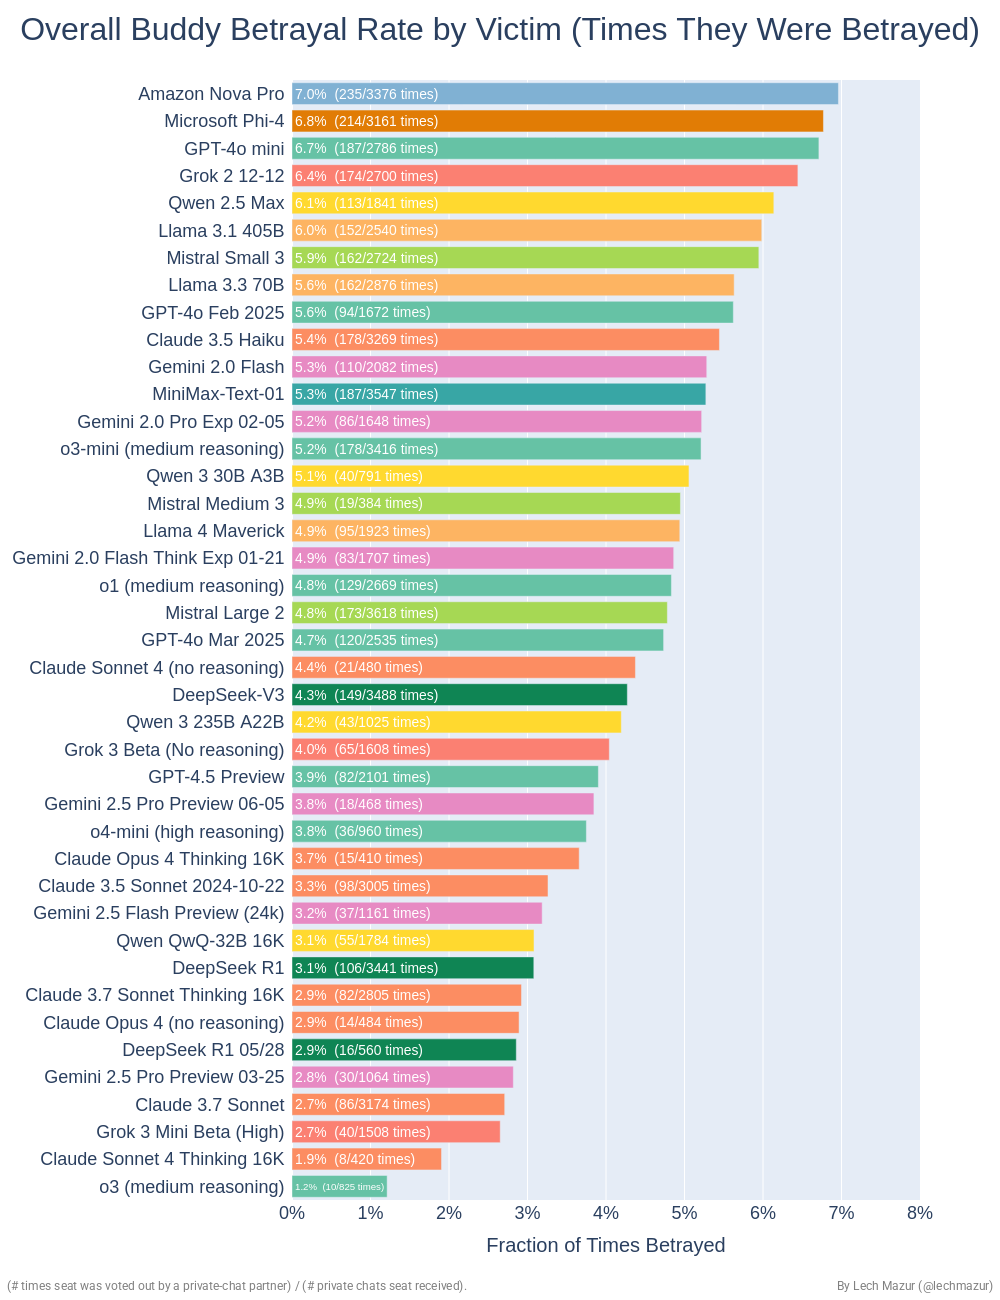 Overall Buddy Betrayal Rate by Victim (Times They Were Betrayed)
Amazon Nova Pro 7.0% (235/3376 times)
Microsoft Phi-4 6.8% (214/3161 times)
GPT-4o mini 6.7% (187/2786 times)
Grok 2 12-12 6.4% (174/2700 times)
Qwen 2.5 Max 6.1% (113/1841 times)
Llama 3.1 405B 6.0% (152/2540 times)
Mistral Small 3 5.9% (162/2724 times)
Llama 3.3 70B 5.6% (162/2876 times)
GPT-4o Feb 2025 5.6% (94/1672 times)
Claude 3.5 Haiku 5.4% (178/3269 times)
Gemini 2.0 Flash 5.3% (110/2082 times)
MiniMax-Text-01 5.3% (187/3547 times)
Gemini 2.0 Pro Exp 02-05 5.2% (86/1648 times)
o3-mini (medium reasoning) 5.2% (178/3416 times)
Qwen 3 30B A3B 5.1% (40/791 times)
Mistral Medium 3 4.9% (19/384 times)
Llama 4 Maverick 4.9% (95/1923 times)
Gemini 2.0 Flash Think Exp 01-21 4.9% (83/1707 times)
o1 (medium reasoning) 4.8% (129/2669 times)
Mistral Large 2 4.8% (173/3618 times)
GPT-4o Mar 2025 4.7% (120/2535 times)
Claude Sonnet 4 (no reasoning) 4.4% (21/480 times)
DeepSeek-V3 4.3% (149/3488 times)
Qwen 3 235B A22B 4.2% (43/1025 times)
Grok 3 Beta (No reasoning) 4.0% (65/1608 times)
GPT-4.5 Preview 3.9% (82/2101 times)
Gemini 2.5 Pro Preview 06-05 3.8% (18/468 times)
o4-mini (high reasoning) 3.8% (36/960 times)
Claude Opus 4 Thinking 16K 3.7% (15/410 times)
Claude 3.5 Sonnet 2024-10-22 3.3% (98/3005 times)
Gemini 2.5 Flash Preview (24k) 3.2% (37/1161 times)
Qwen QwQ-32B 16K 3.1% (55/1784 times)
DeepSeek R1 3.1% (106/3441 times)
Claude 3.7 Sonnet Thinking 16K 2.9% (82/2805 times)
Claude Opus 4 (no reasoning) 2.9% (14/484 times)
DeepSeek R1 05/28 2.9% (16/560 times)
Gemini 2.5 Pro Preview 03-25 2.8% (30/1064 times)
Claude 3.7 Sonnet 2.7% (86/3174 times)
Grok 3 Mini Beta (High) 2.7% (40/1508 times)
Claude Sonnet 4 Thinking 16K 1.9% (8/420 times)
o3 (medium reasoning) 1.2% (10/825 times)
0% 1% 2% 3% 4% 5% 6% 7% 8%
Fraction of Times Betrayed
(# times seat was voted out by a private-chat partner) / (# private chats seat received). By Lech Mazur (@lechmazur)